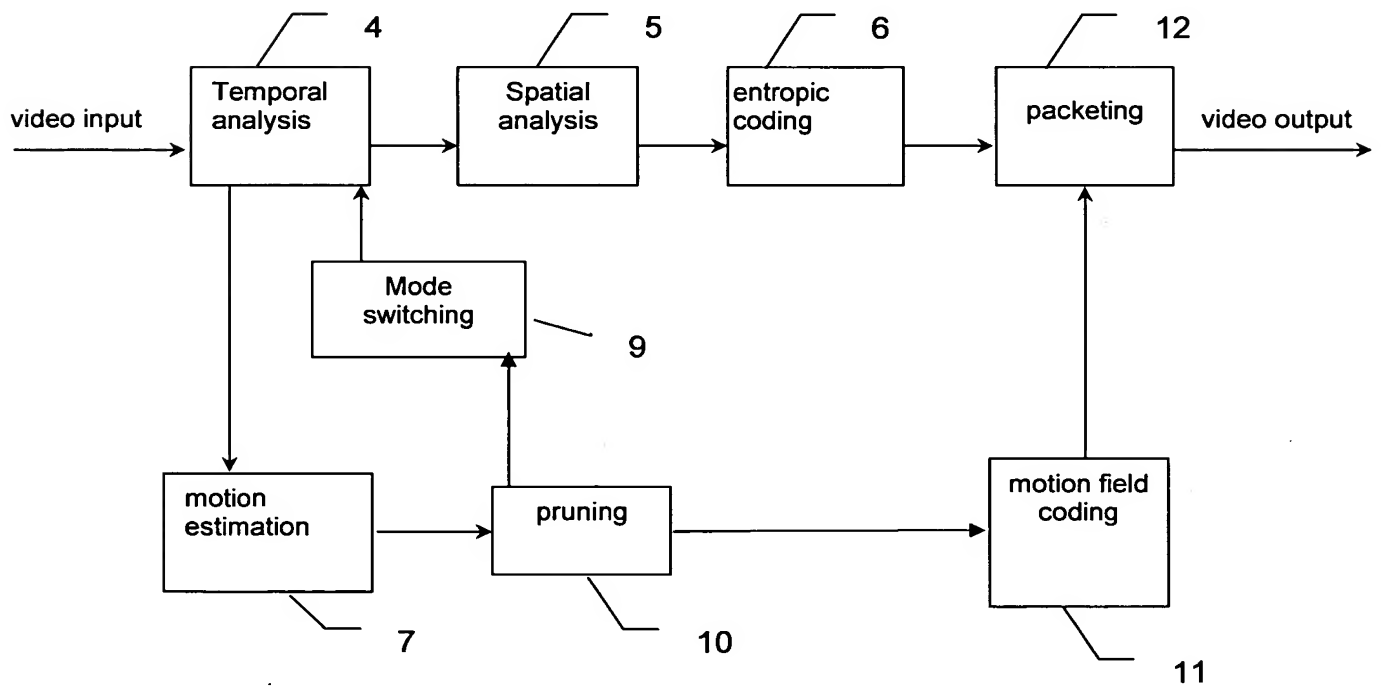 4
5
6
12
video input
Temporal
analysis
Spatial
analysis
entropic
coding
packeting
video output
Mode
switching
9
motion
estimation
pruning
motion field
coding
7
10
11